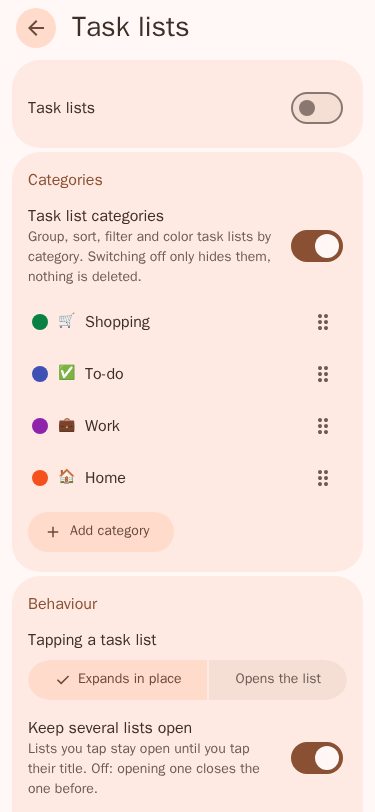 Task lists
Task lists
Categories
Task list categories
Group, sort, filter and color task lists by
category. Switching off only hides them,
nothing is deleted.
Shopping
To-do
Work
Home
Add category
Behaviour
Tapping a task list
Expands in place
Opens the list
Keep several lists open
Lists you tap stay open until you tap
their title. Off: opening one closes the
one before.